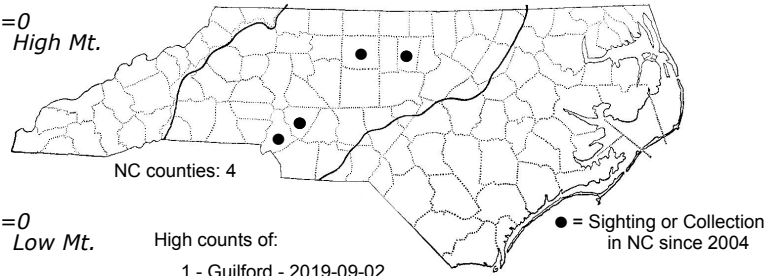 =0
High Mt.
NC counties: 4
=0
Low Mt.
High counts of:
1 - Guilford - 2019-09-02
● = Sighting or Collection
in NC since 2004